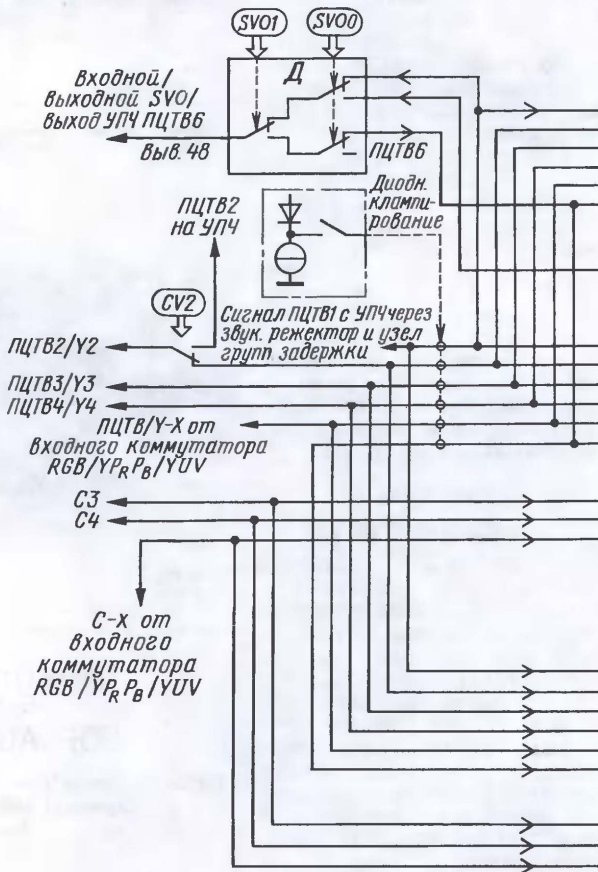 SVO1
SVO0
Д
Входной/
выходной SVO/
выход УПЧ ПЦТВ6
Выв. 48
ПЦТВ6
ПЦТВ2
на УПЧ
Диодн.
клампи-
рование
CV2
Сигнал ПЦТВ1 с УПЧ через
звук. режектор и узел
групп. задержки
ПЦТВ2/Y2
ПЦТВ3/Y3
ПЦТВ4/Y4
ПЦТВ/Y-X от
входного коммутатора
RGB/YPRPB/YUV
C3
C4
C-X от
входного
коммутатора
RGB/YPRPB/YUV